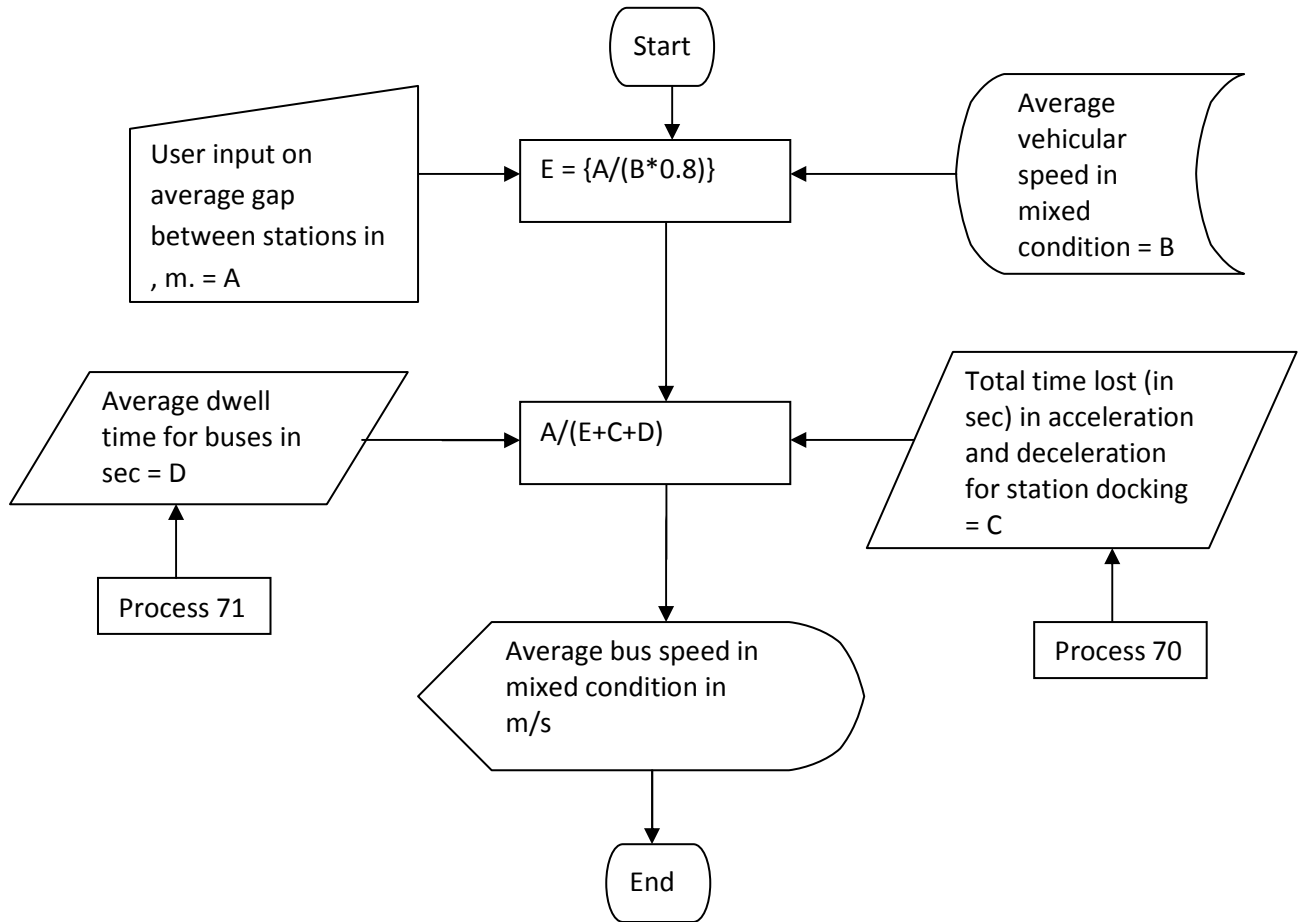 Start
User input on
average gap
between stations in
, m. = A
E = {A/(B*0.8)}
Average
vehicular
speed in
mixed
condition = B
Average dwell
time for buses in
sec = D
A/(E+C+D)
Total time lost (in
sec) in acceleration
and deceleration
for station docking
= C
Process 71
Process 70
Average bus speed in
mixed condition in
m/s
End